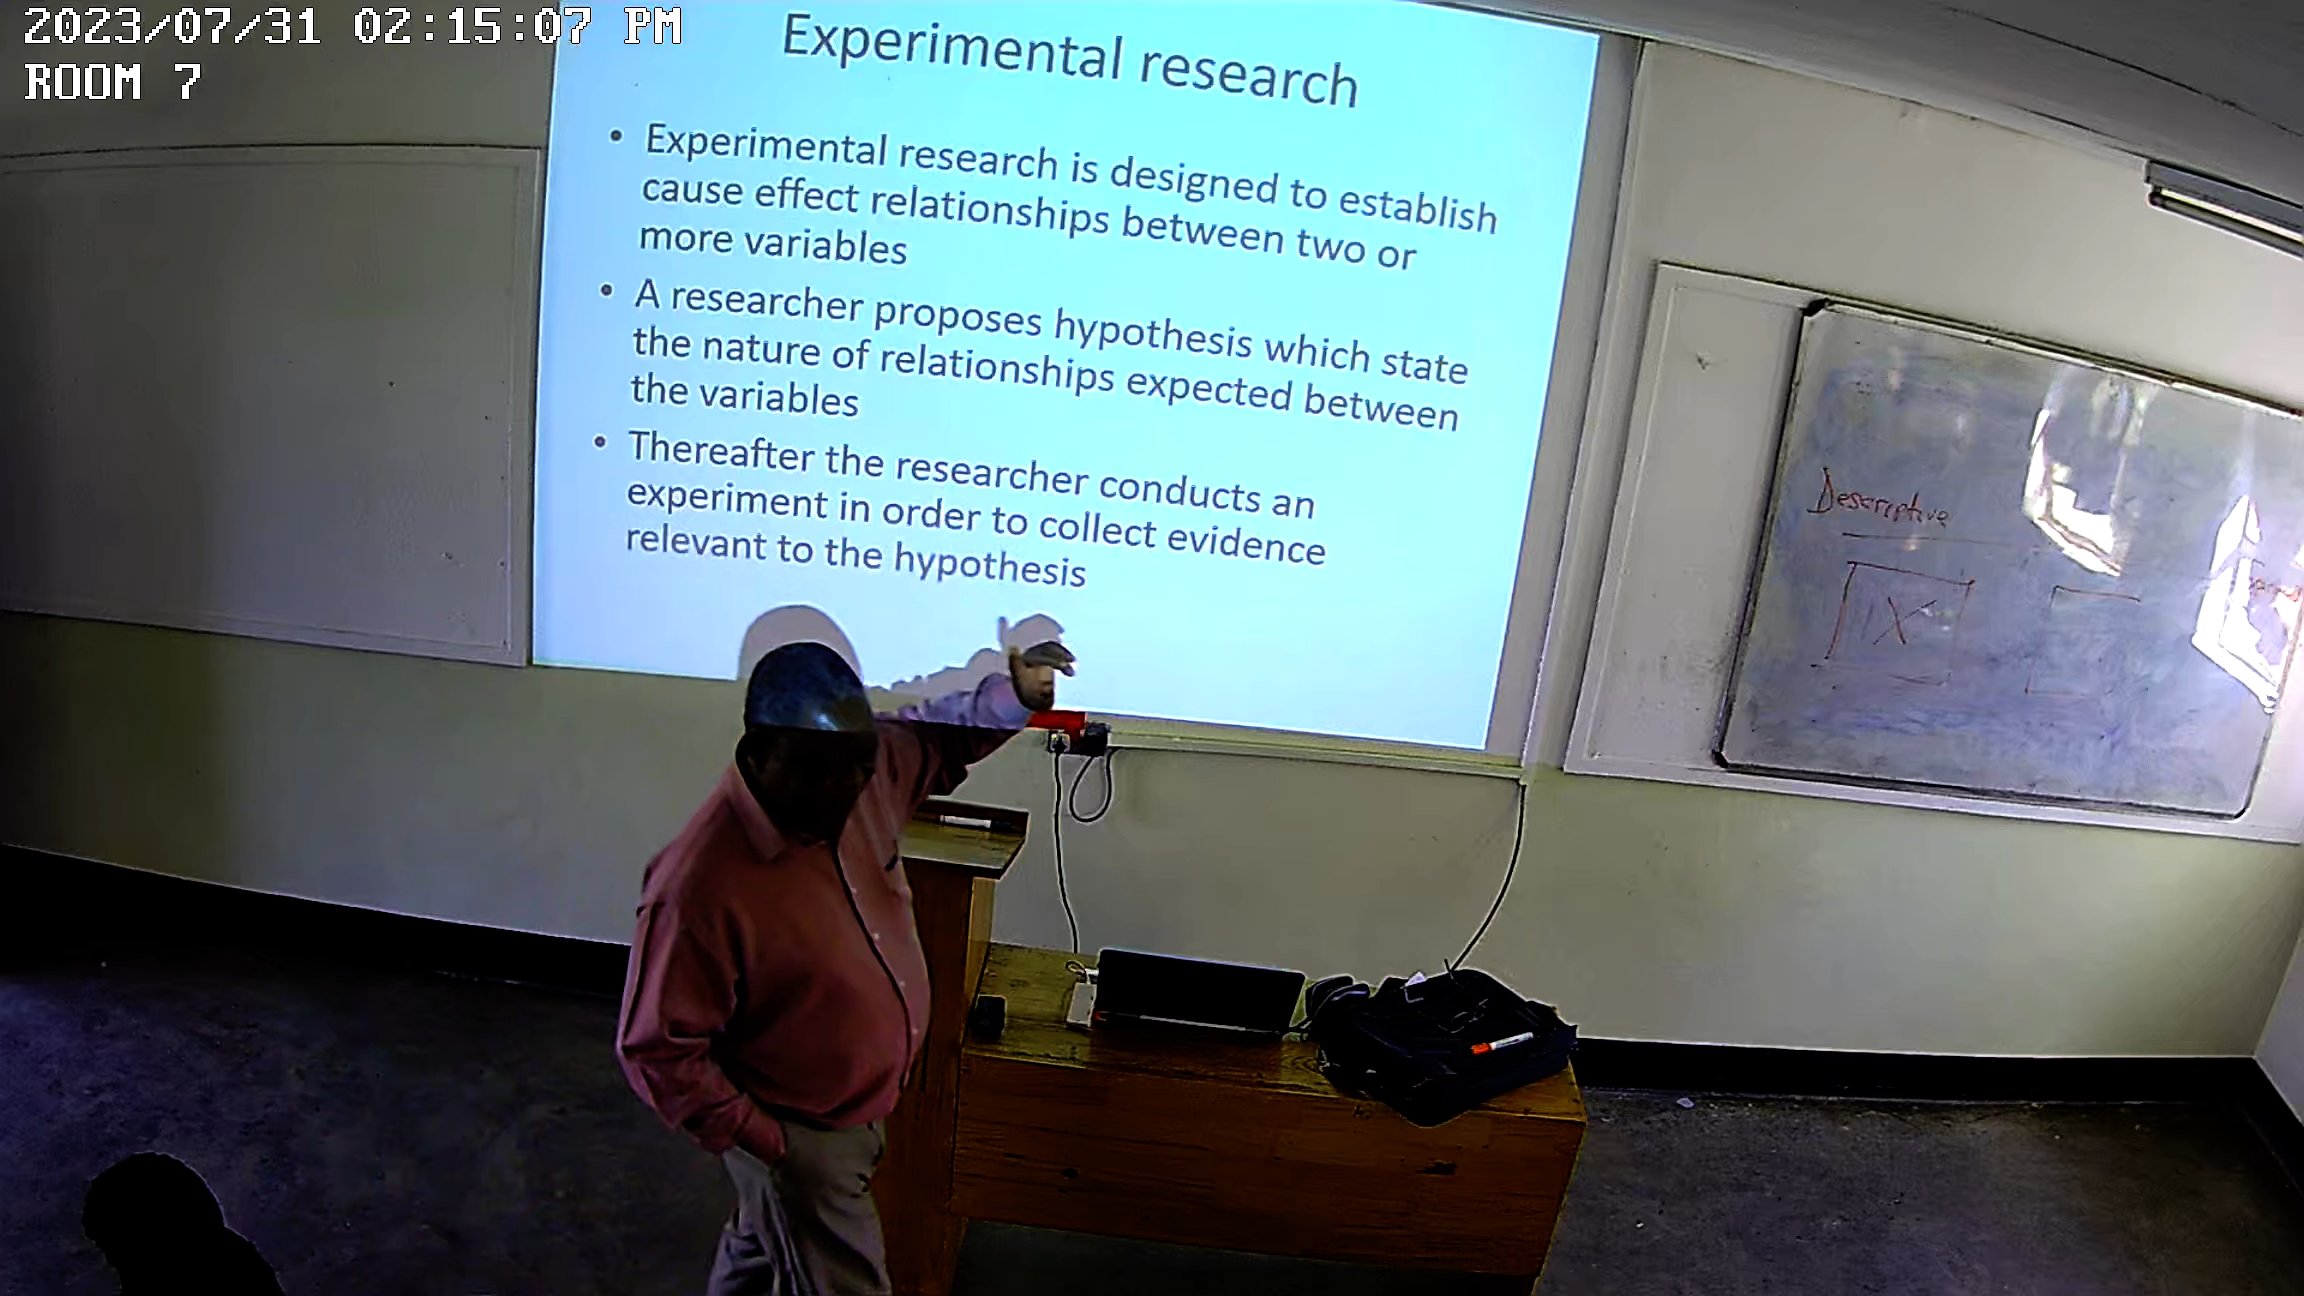 2023/07/31 02:15:07 PM
ROOM 7
Experimental research
• Experimental research is designed to establish
cause effect relationships between two or
more variables
• A researcher proposes hypothesis which state
the nature of relationships expected between
the variables
• Thereafter the researcher conducts an
experiment in order to collect evidence
relevant to the hypothesis
Descriptive
X